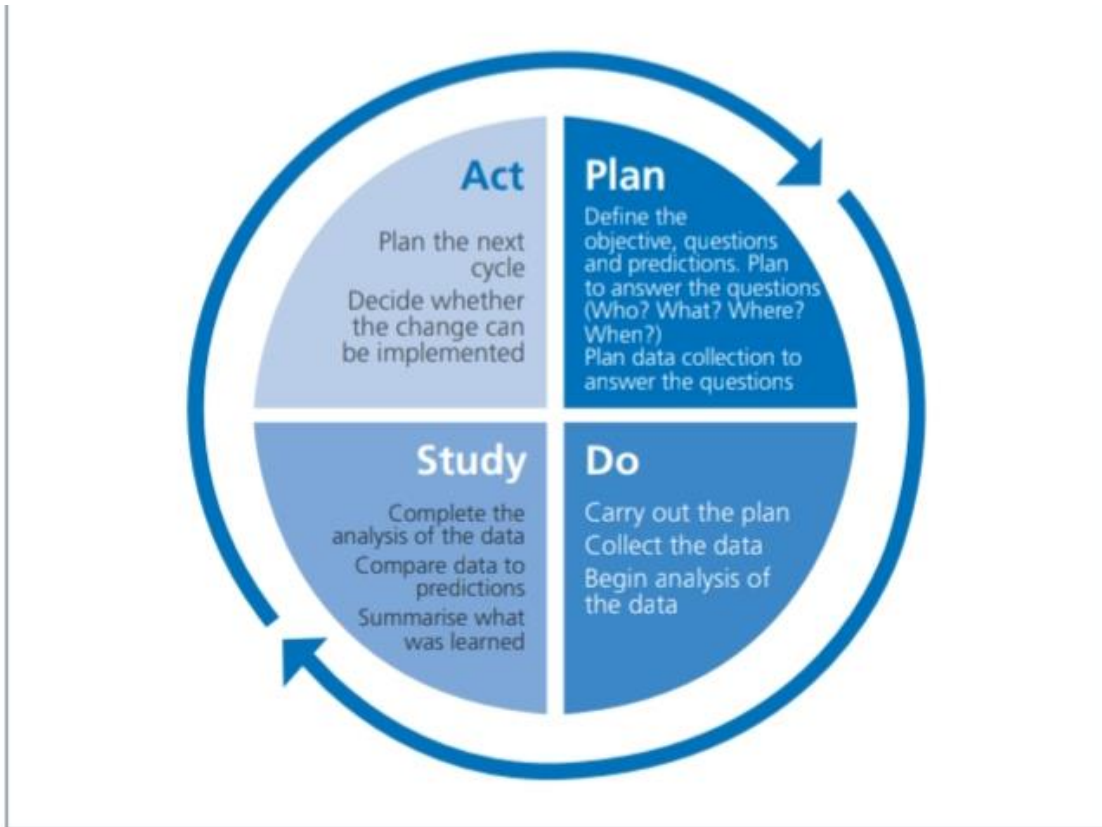 Act
Plan the next
cycle
Decide whether
the change can
be implemented
Plan
Define the
objective, questions
and predictions. Plan
to answer the questions
(Who? What? Where?
When?)
Plan data collection to
answer the questions
Study
Complete the
analysis of the data
Compare data to
predictions
Summarise what
was learned
Do
Carry out the plan
Collect the data
Begin analysis of
the data